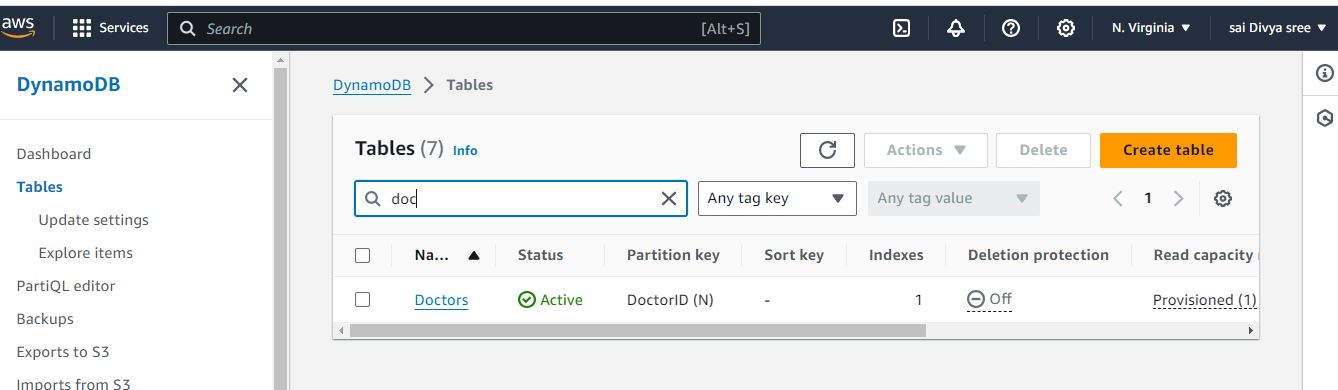 aws Services Search [Alt+S] N. Virginia sai Divya sree
DynamoDB
Dashboard
Tables
Update settings
Explore items
PartiQL editor
Backups
Exports to S3
Imports from S3
DynamoDB > Tables
Tables (7) Info Actions Delete Create table
doc Any tag key Any tag value 1
Na... Status Partition key Sort key Indexes Deletion protection Read capacity
Doctors Active DoctorID (N) - 1 Off Provisioned (1)